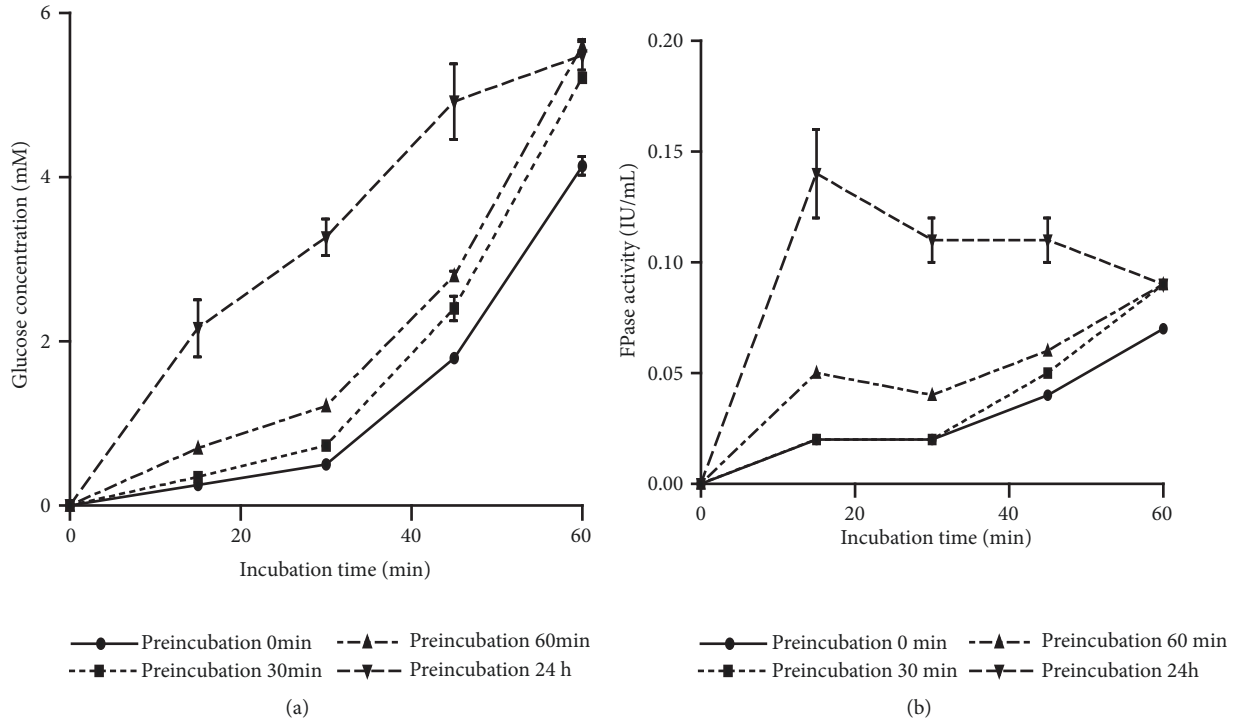 6
4
2
0
Glucose concentration (mM)
0 20 40 60
Incubation time (min)
Preincubation 0min
Preincubation 30min
Preincubation 60min
Preincubation 24 h
(a)
0.20
0.15
0.10
0.05
0.00
FPase activity (IU/mL)
0 20 40 60
Incubation time (min)
Preincubation 0 min
Preincubation 30 min
Preincubation 60 min
Preincubation 24h
(b)